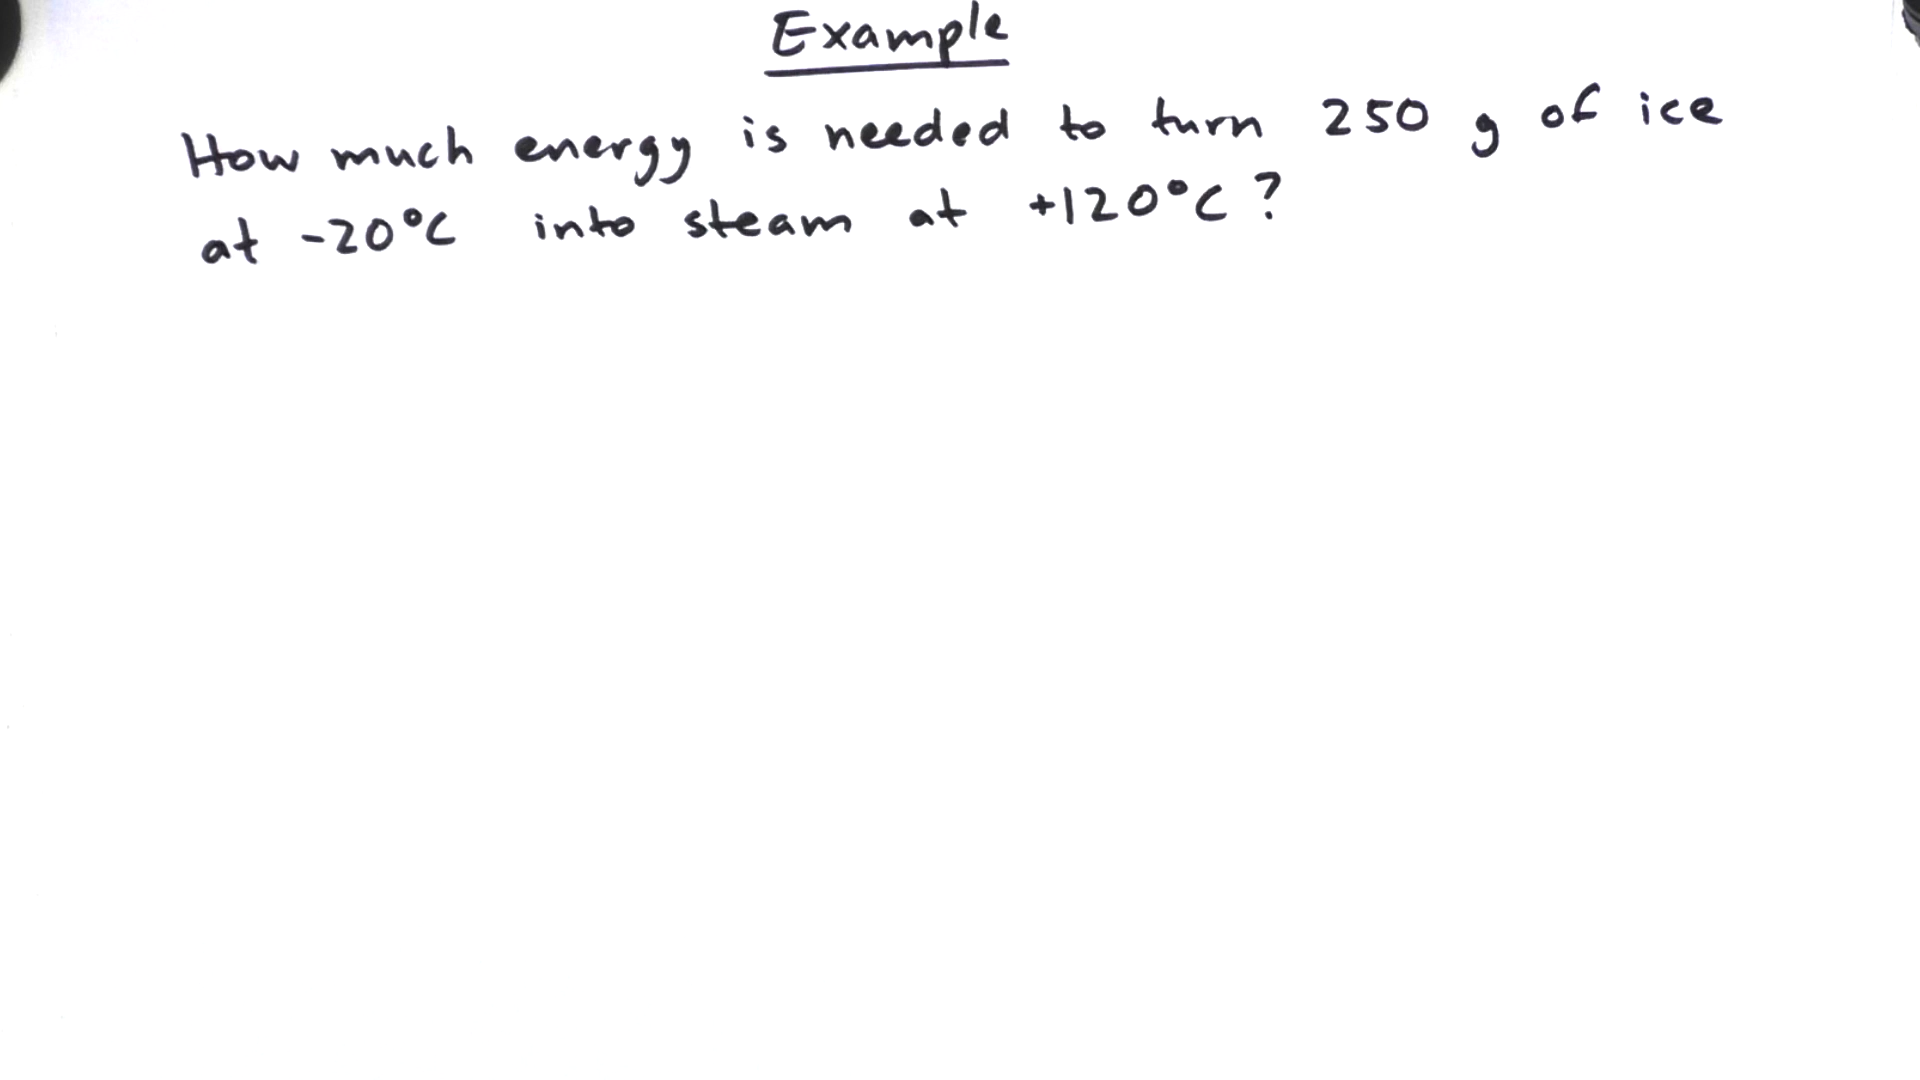 Example
How much energy is needed to turn 250 g of ice
at -20°C into steam at +120°C?